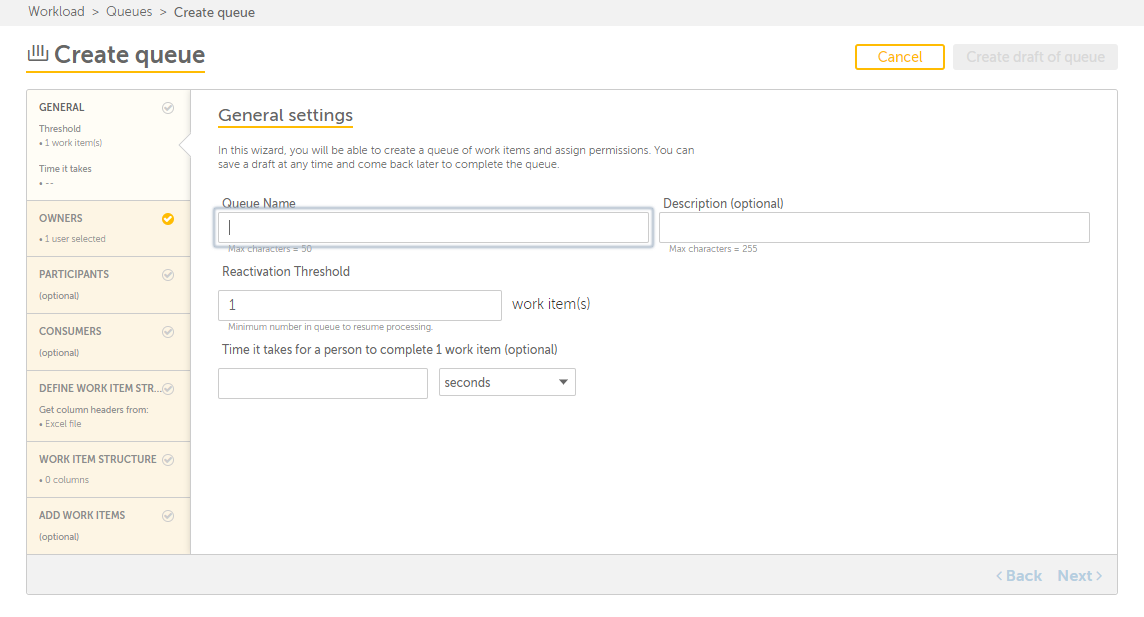 Workload > Queues > Create queue
Create queue
Cancel
Create draft of queue
GENERAL
Threshold
• 1 work item(s)
Time it takes
• --
OWNERS
• 1 user selected
PARTICIPANTS
(optional)
CONSUMERS
(optional)
DEFINE WORK ITEM STR...
Get column headers from:
• Excel file
WORK ITEM STRUCTURE
• 0 columns
ADD WORK ITEMS
(optional)
General settings
In this wizard, you will be able to create a queue of work items and assign permissions. You can
save a draft at any time and come back later to complete the queue.
Queue Name
Max characters = 50
Description (optional)
Max characters = 255
Reactivation Threshold
1 work item(s)
Minimum number in queue to resume processing.
Time it takes for a person to complete 1 work item (optional)
seconds
< Back Next >